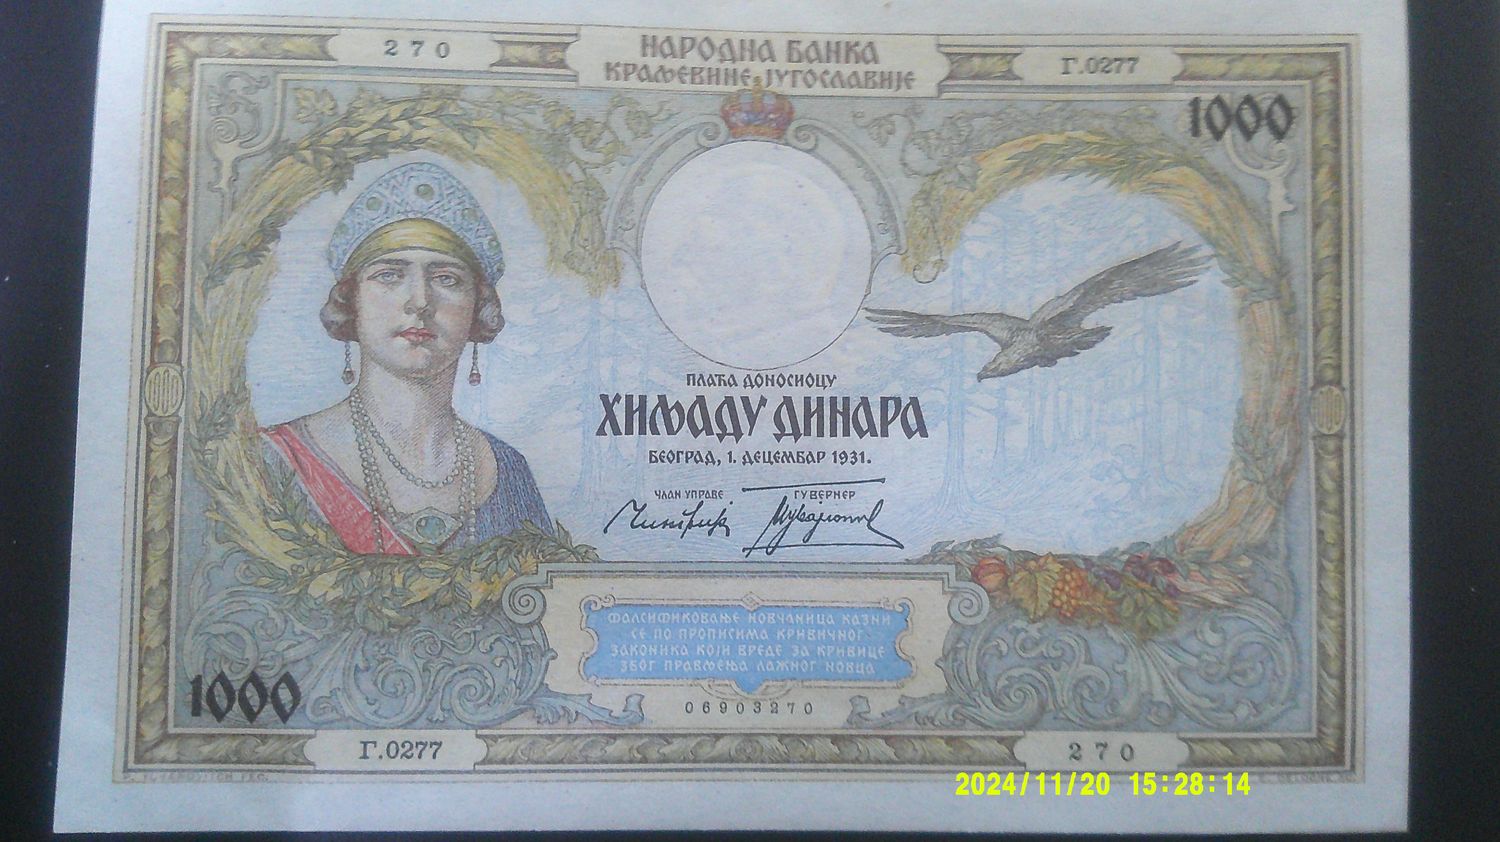 270
НАРОДНА БАНКА
КРАЉЕВИНЕ ЈУГОСЛАВИЈЕ
Г.0277
1000
1000
1000
ПЛАЋА ДОНОСИОЦУ
ХИЉАДУ ДИНАРА
БЕОГРАД, 1. ДЕЦЕМБАР 1931.
ЧЛАН УПРАВЕ
ГУВЕРНЕР
ФАЛСИФИКОВАЊЕ НОВЧАНИЦА КАЗНИ
СЕ ПО ПРОПИСИМА КРИВИЧНОГ
ЗАКОНИКА КОЈИ ВРЕДЕ ЗА КРИВИЦЕ
ЗБОГ ПРАВЉЕЊА ЛАЖНОГ НОВЦА
1000
06903270
Г.0277
270
2024/11/20 15:28:14